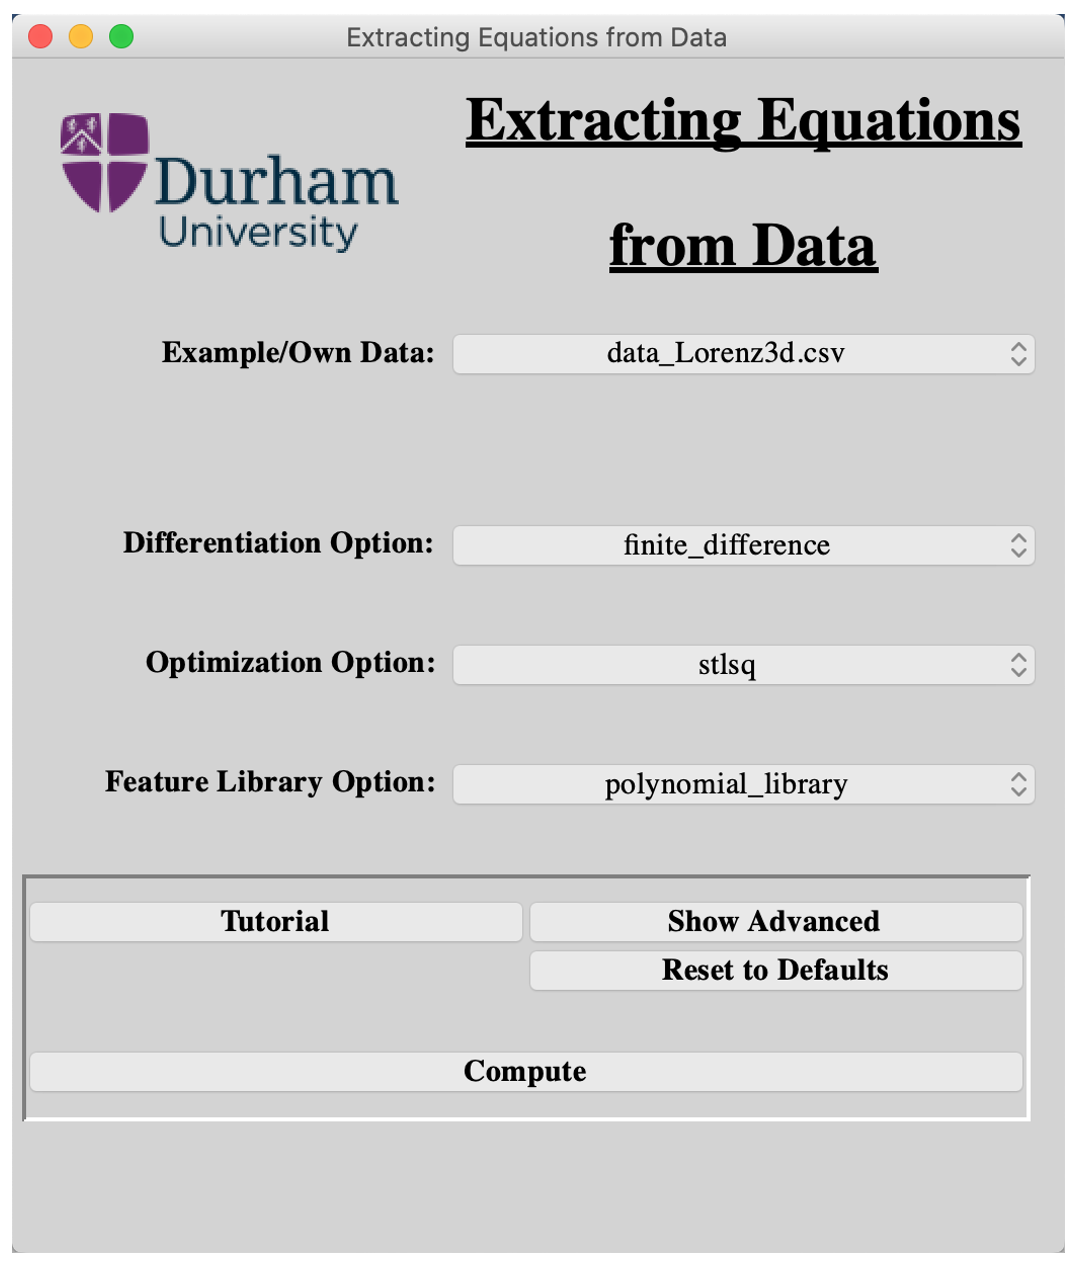 Extracting Equations from Data
Durham
University
Extracting Equations
from Data
Example/Own Data: data_Lorenz3d.csv
Differentiation Option: finite_difference
Optimization Option: stlsq
Feature Library Option: polynomial_library
Tutorial Show Advanced
Reset to Defaults
Compute